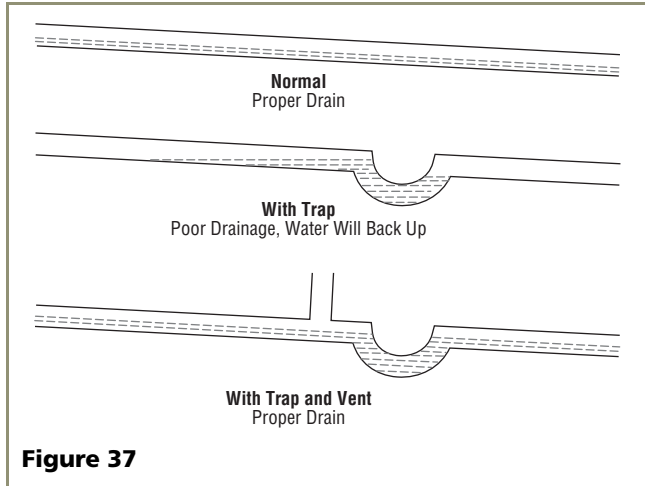 Normal
Proper Drain
With Trap
Poor Drainage, Water Will Back Up
With Trap and Vent
Proper Drain
Figure 37